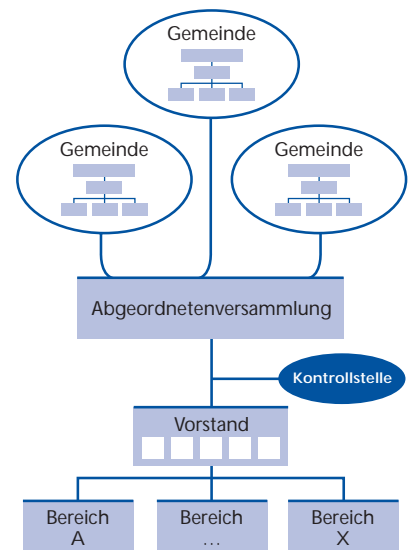 Gemeinde
Gemeinde
Gemeinde
Abgeordnetenversammlung
Kontrollstelle
Vorstand
Bereich
A
Bereich
...
Bereich
X